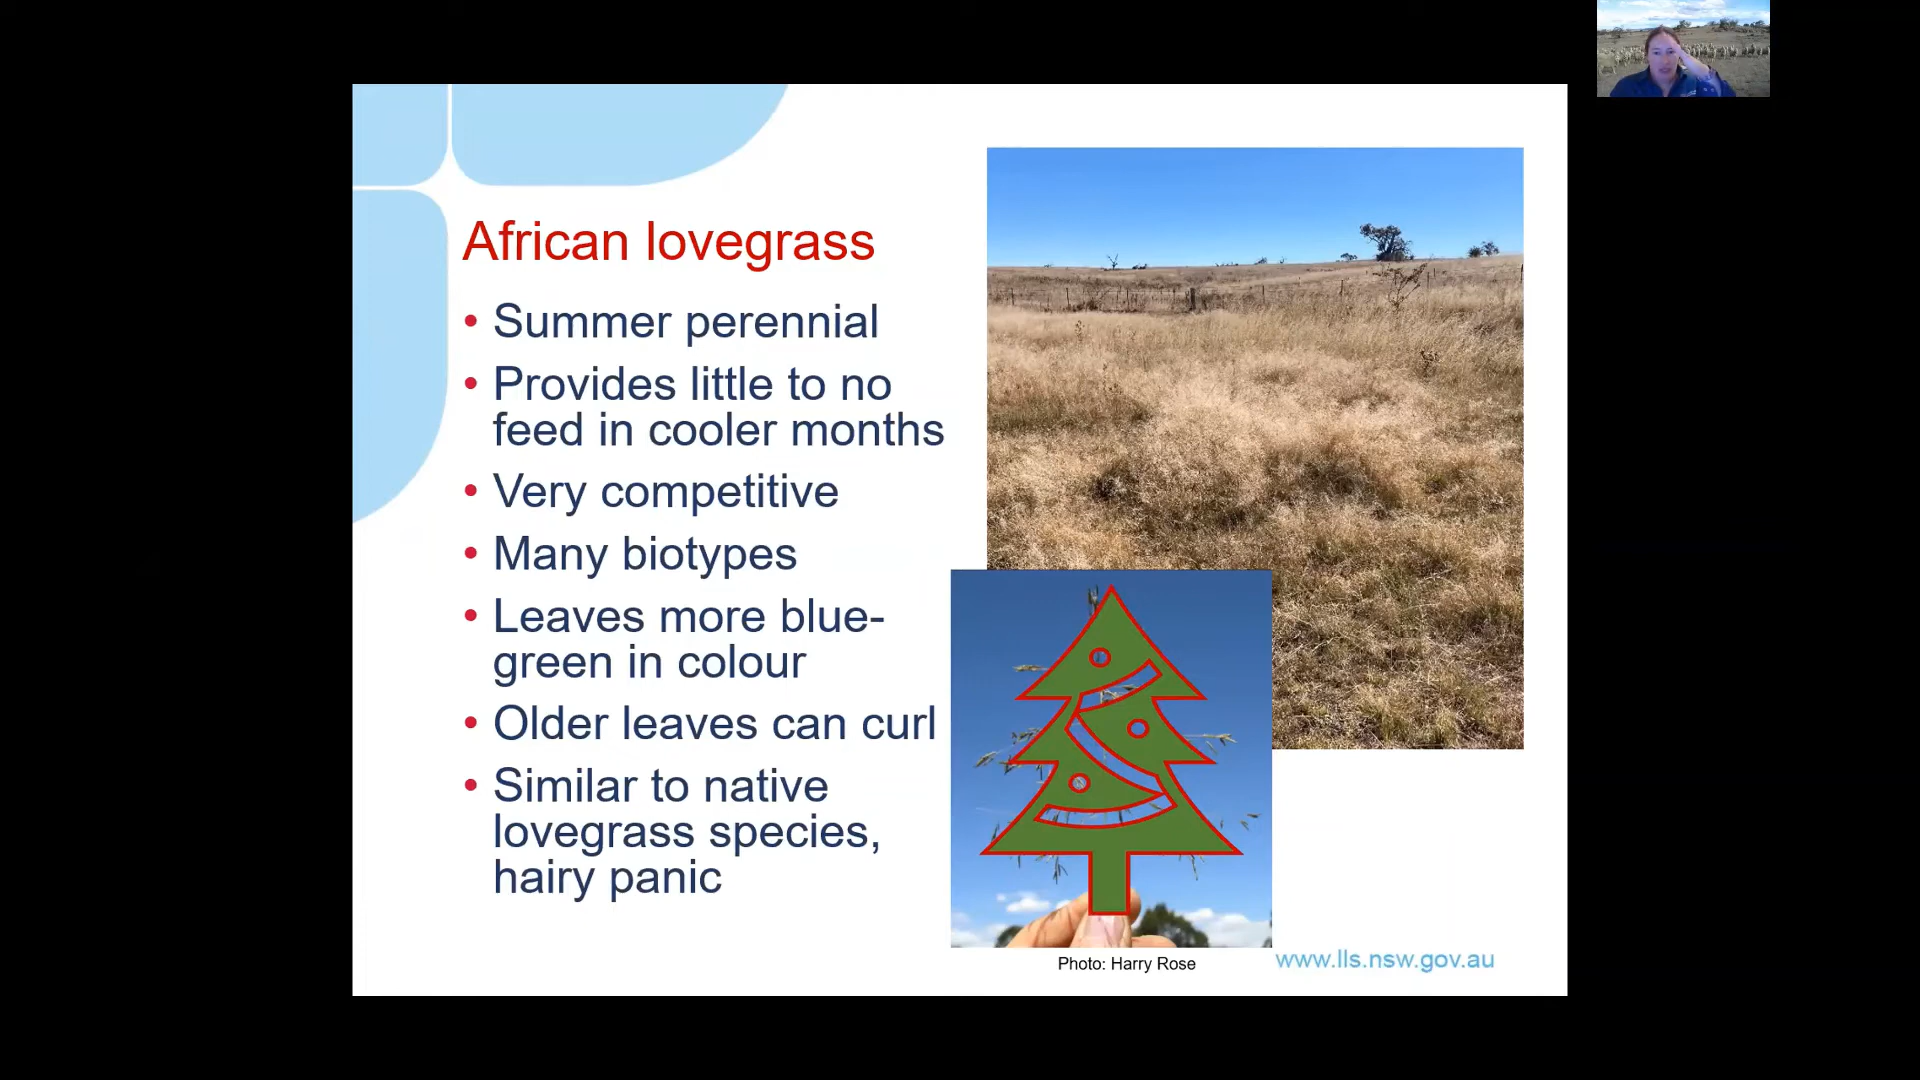 African lovegrass
• Summer perennial
• Provides little to no
feed in cooler months
• Very competitive
• Many biotypes
• Leaves more blue-
green in colour
• Older leaves can curl
• Similar to native
lovegrass species,
hairy panic
Photo: Harry Rose
www.lls.nsw.gov.au